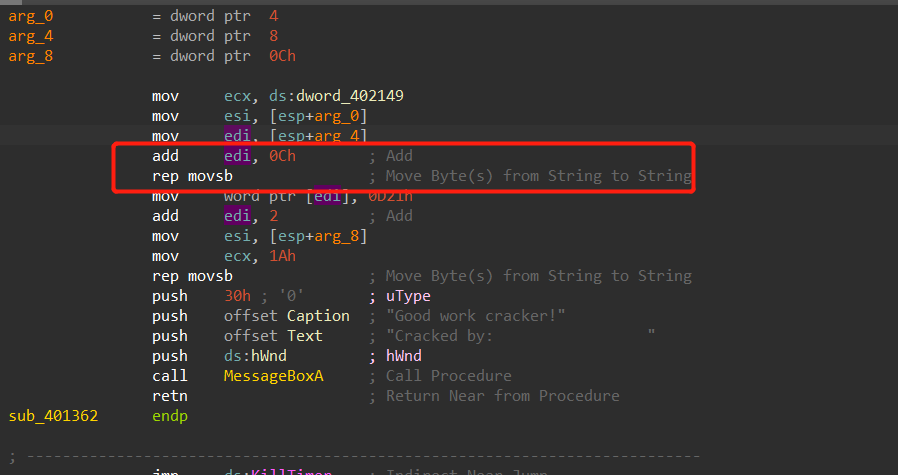 arg_0 = dword ptr 4
arg_4 = dword ptr 8
arg_8 = dword ptr 0Ch
mov ecx, ds:dword_402149
mov esi, [esp+arg_0]
mov edi, [esp+arg_4]
add edi, 0Ch ; Add
rep movsb ; Move Byte(s) from String to String
mov word ptr [edi], 0D21h
add edi, 2 ; Add
mov esi, [esp+arg_8]
mov ecx, 1Ah
rep movsb ; Move Byte(s) from String to String
push 30h ; '0' ; uType
push offset Caption ; "Good work cracker!"
push offset Text ; "Cracked by: "
push ds:hWnd ; hWnd
call MessageBoxA ; Call Procedure
retn ; Return Near from Procedure
sub_401362 endp
; ---------------------------------------------------------------------------
jmp ds:KillTimer ; Indirect Near Jump